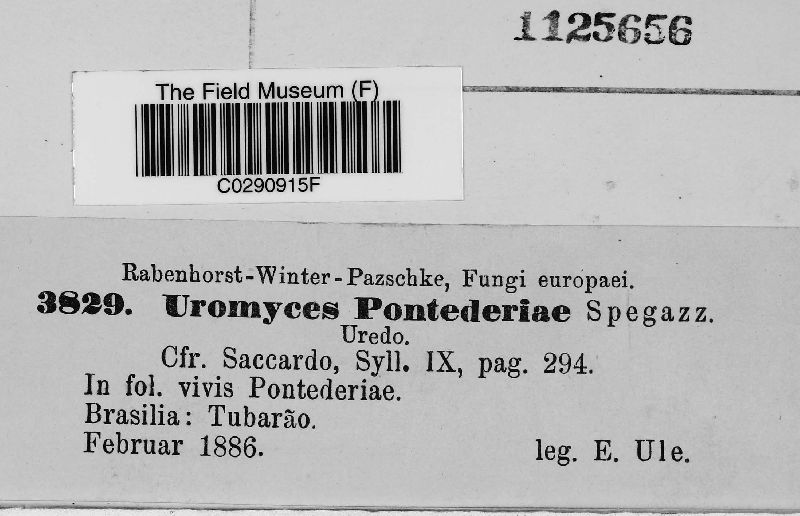 1125656
The Field Museum (F)
C0290915F
Rabenhorst-Winter-Pazschke, Fungi europaei.
3829. Uromyces Pontederiae Spegazz.
Uredo.
Cfr. Saccardo, Syll. IX, pag. 294.
In fol. vivis Pontederiae.
Brasilia: Tubarão.
Februar 1886. leg. E. Ule.